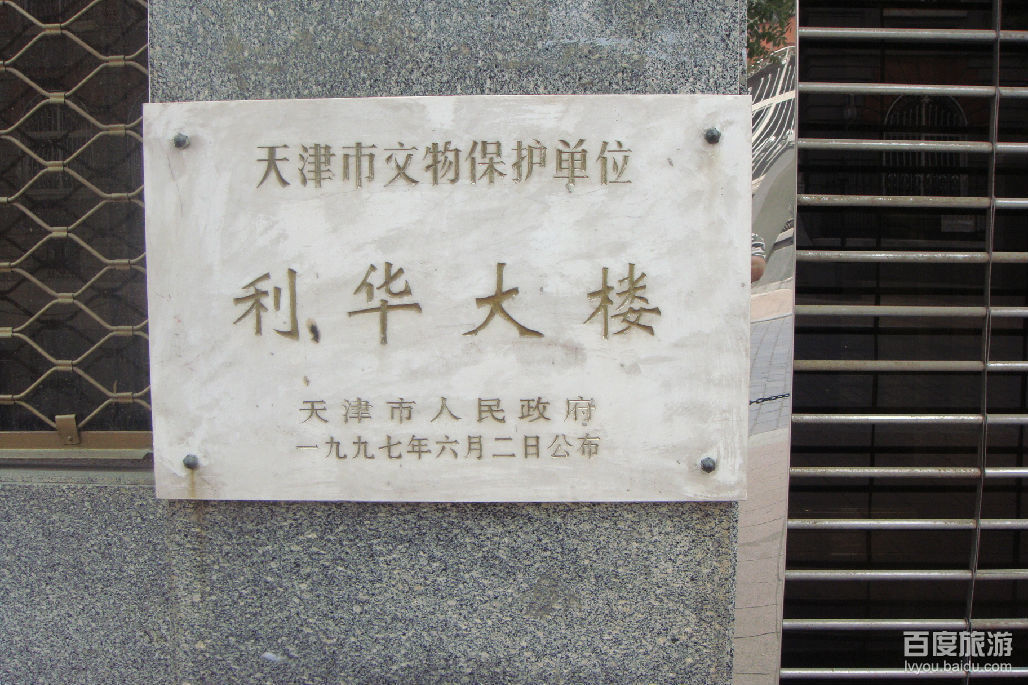 天津市文物保护单位
利华大楼
天津市人民政府
一九九七年六月二日公布
百度旅游
lvyou.baidu.com